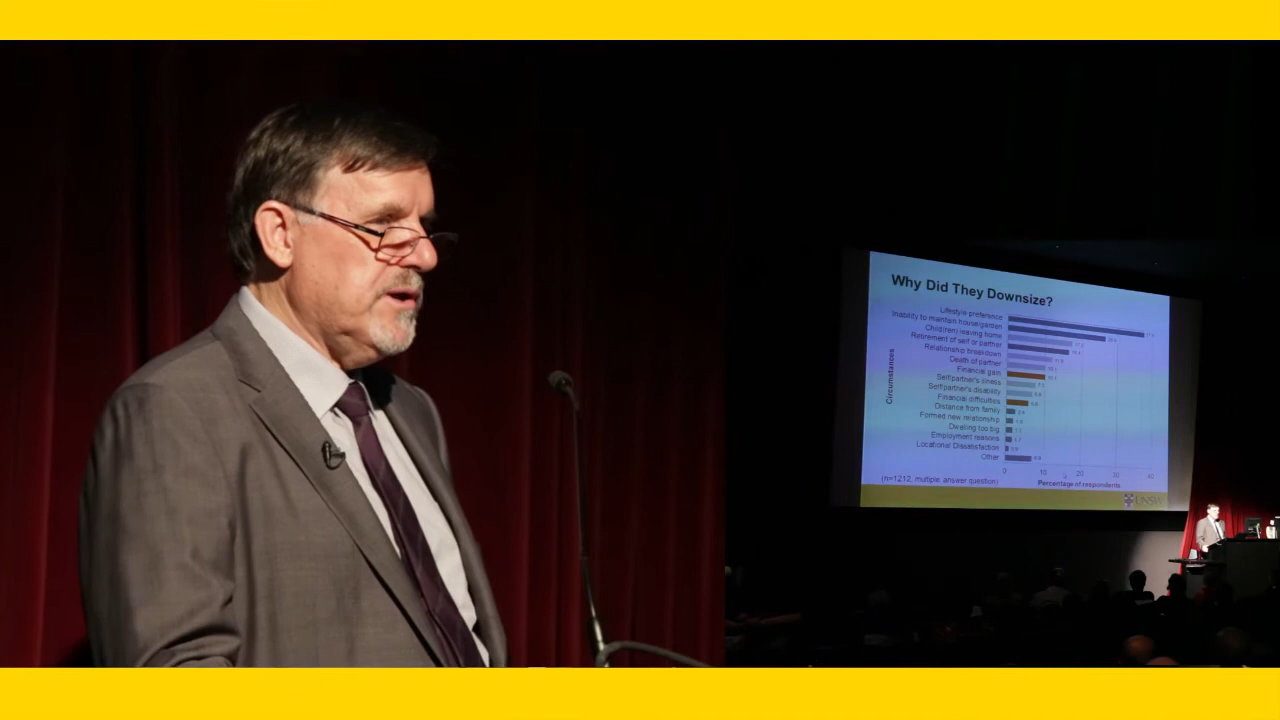 Why Did They Downsize?
Circumstances
Lifestyle preference
Inability to maintain house/garden
Child(ren) leaving home
Retirement of self or partner
Relationship breakdown
Death of partner
Financial gain
Self/partner's illness
Self/partner's disability
Financial difficulties
Distance from family
Formed new relationship
Dwelling too big
Employment reasons
Locational Dissatisfaction
Other
0 10 20 30 40
Percentage of respondents.
(n=1212, multiple answer question)
UNSW